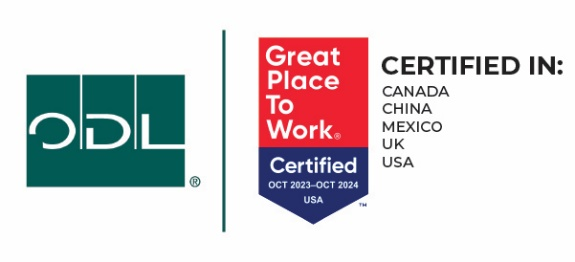 ODL
®
Great
Place
To
Work®
Certified
OCT 2023–OCT 2024
USA
™
CERTIFIED IN:
CANADA
CHINA
MEXICO
UK
USA